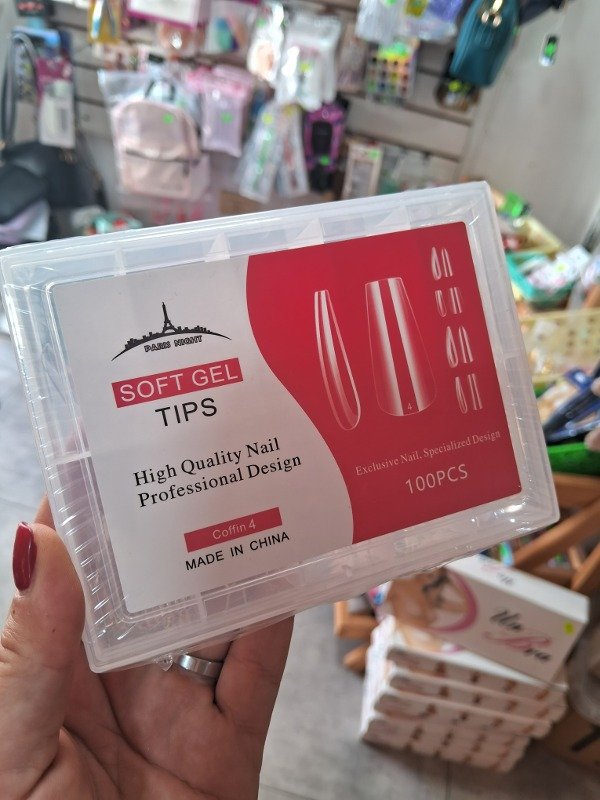 PARIS NIGHT
SOFT GEL
TIPS
High Quality Nail
Professional Design
Coffin 4
MADE IN CHINA
4
Exclusive Nail, Specialized Design
100PCS